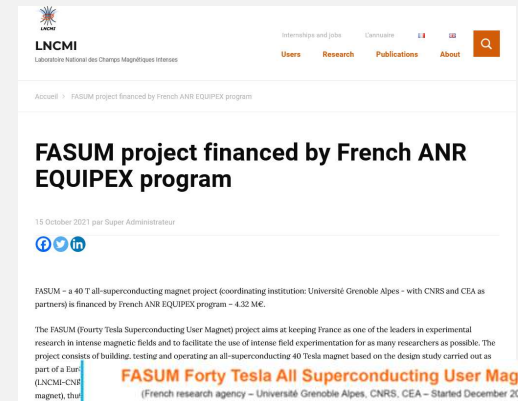 LNCMI
LNCMI
Laboratoire National des Champs Magnétiques Intenses
Internships and jobs L'annuaire
Users Research Publications About
Accueil > FASUM project financed by French ANR EQUIPEX program
FASUM project financed by French ANR
EQUIPEX program
15 October 2021 par Super Administrateur
FASUM – a 40 T all-superconducting magnet project (coordinating institution: Université Grenoble Alpes - with CNRS and CEA as
partners) is financed by French ANR EQUIPEX program – 4.32 M€.
The FASUM (Fourty Tesla Superconducting User Magnet) project aims at keeping France as one of the leaders in experimental
research in intense magnetic fields and to facilitate the use of intense field experimentation for as many researchers as possible. The
project consists of building, testing and operating an all-superconducting 40 Tesla magnet based on the design study carried out as
part of a
(LNCMI-CNR
magnet),
FASUM Forty Tesla All Superconducting User Mag
(French research agency – Université Grenoble Alpes, CNRS, CEA – Started December 20